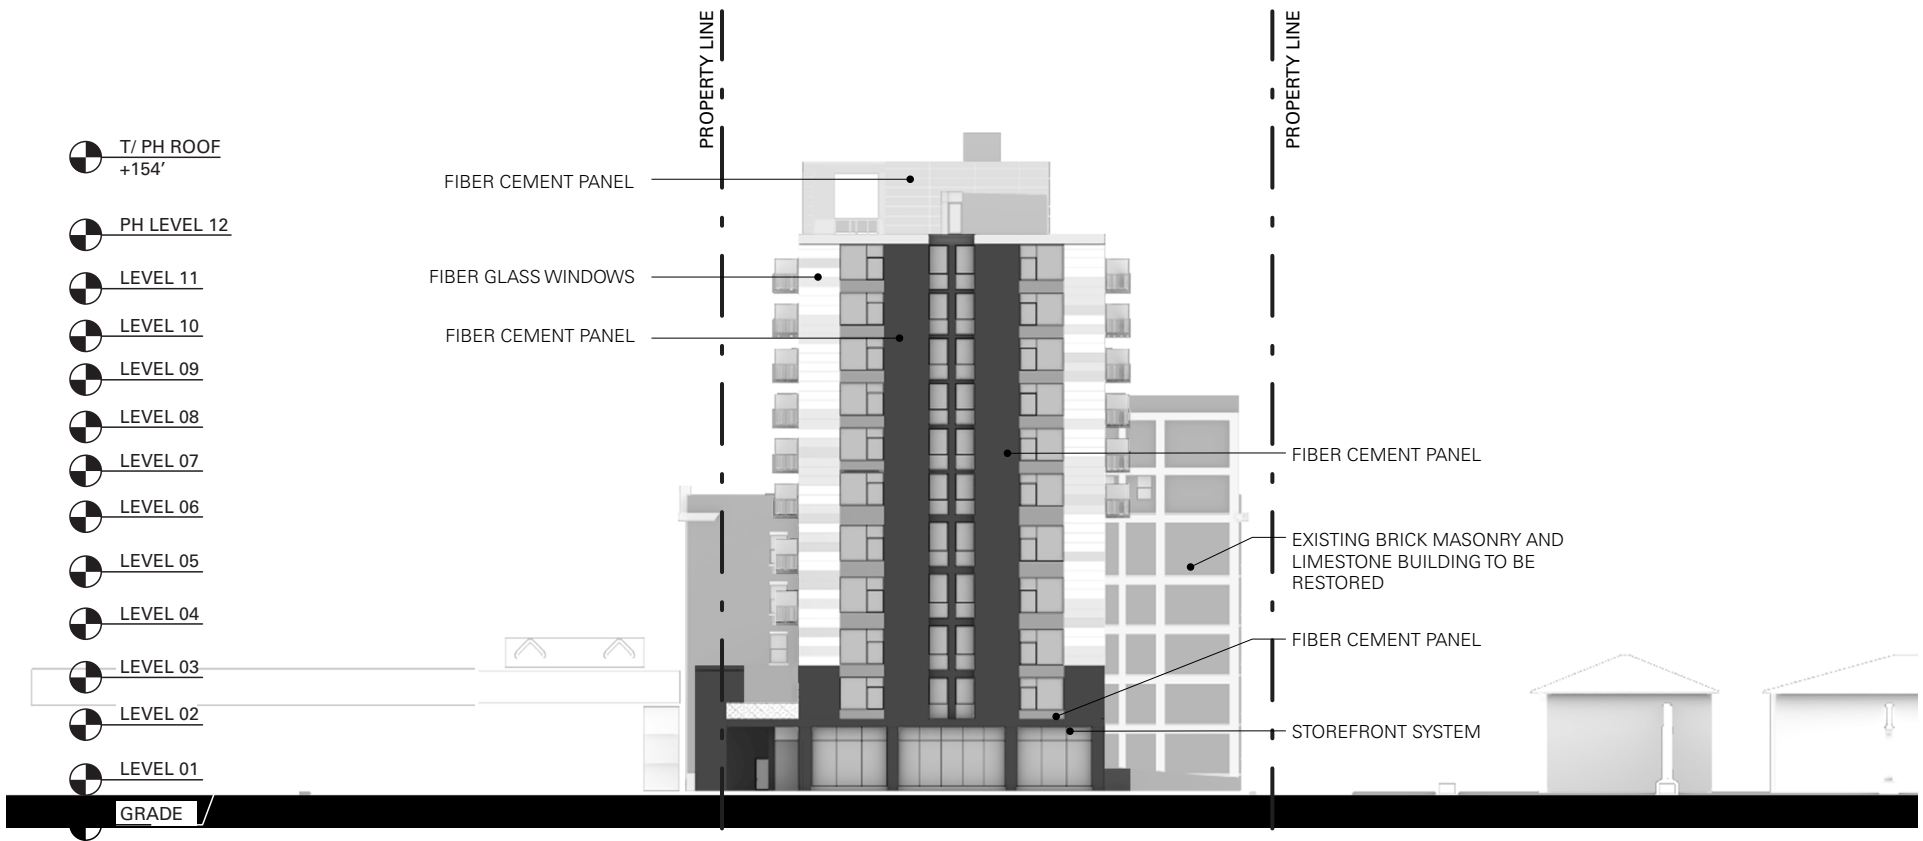 PROPERTY LINE
PROPERTY LINE
T/ PH ROOF
+154'
PH LEVEL 12
LEVEL 11
LEVEL 10
LEVEL 09
LEVEL 08
LEVEL 07
LEVEL 06
LEVEL 05
LEVEL 04
LEVEL 03
LEVEL 02
LEVEL 01
GRADE
FIBER CEMENT PANEL
FIBER GLASS WINDOWS
FIBER CEMENT PANEL
FIBER CEMENT PANEL
EXISTING BRICK MASONRY AND
LIMESTONE BUILDING TO BE
RESTORED
FIBER CEMENT PANEL
STOREFRONT SYSTEM